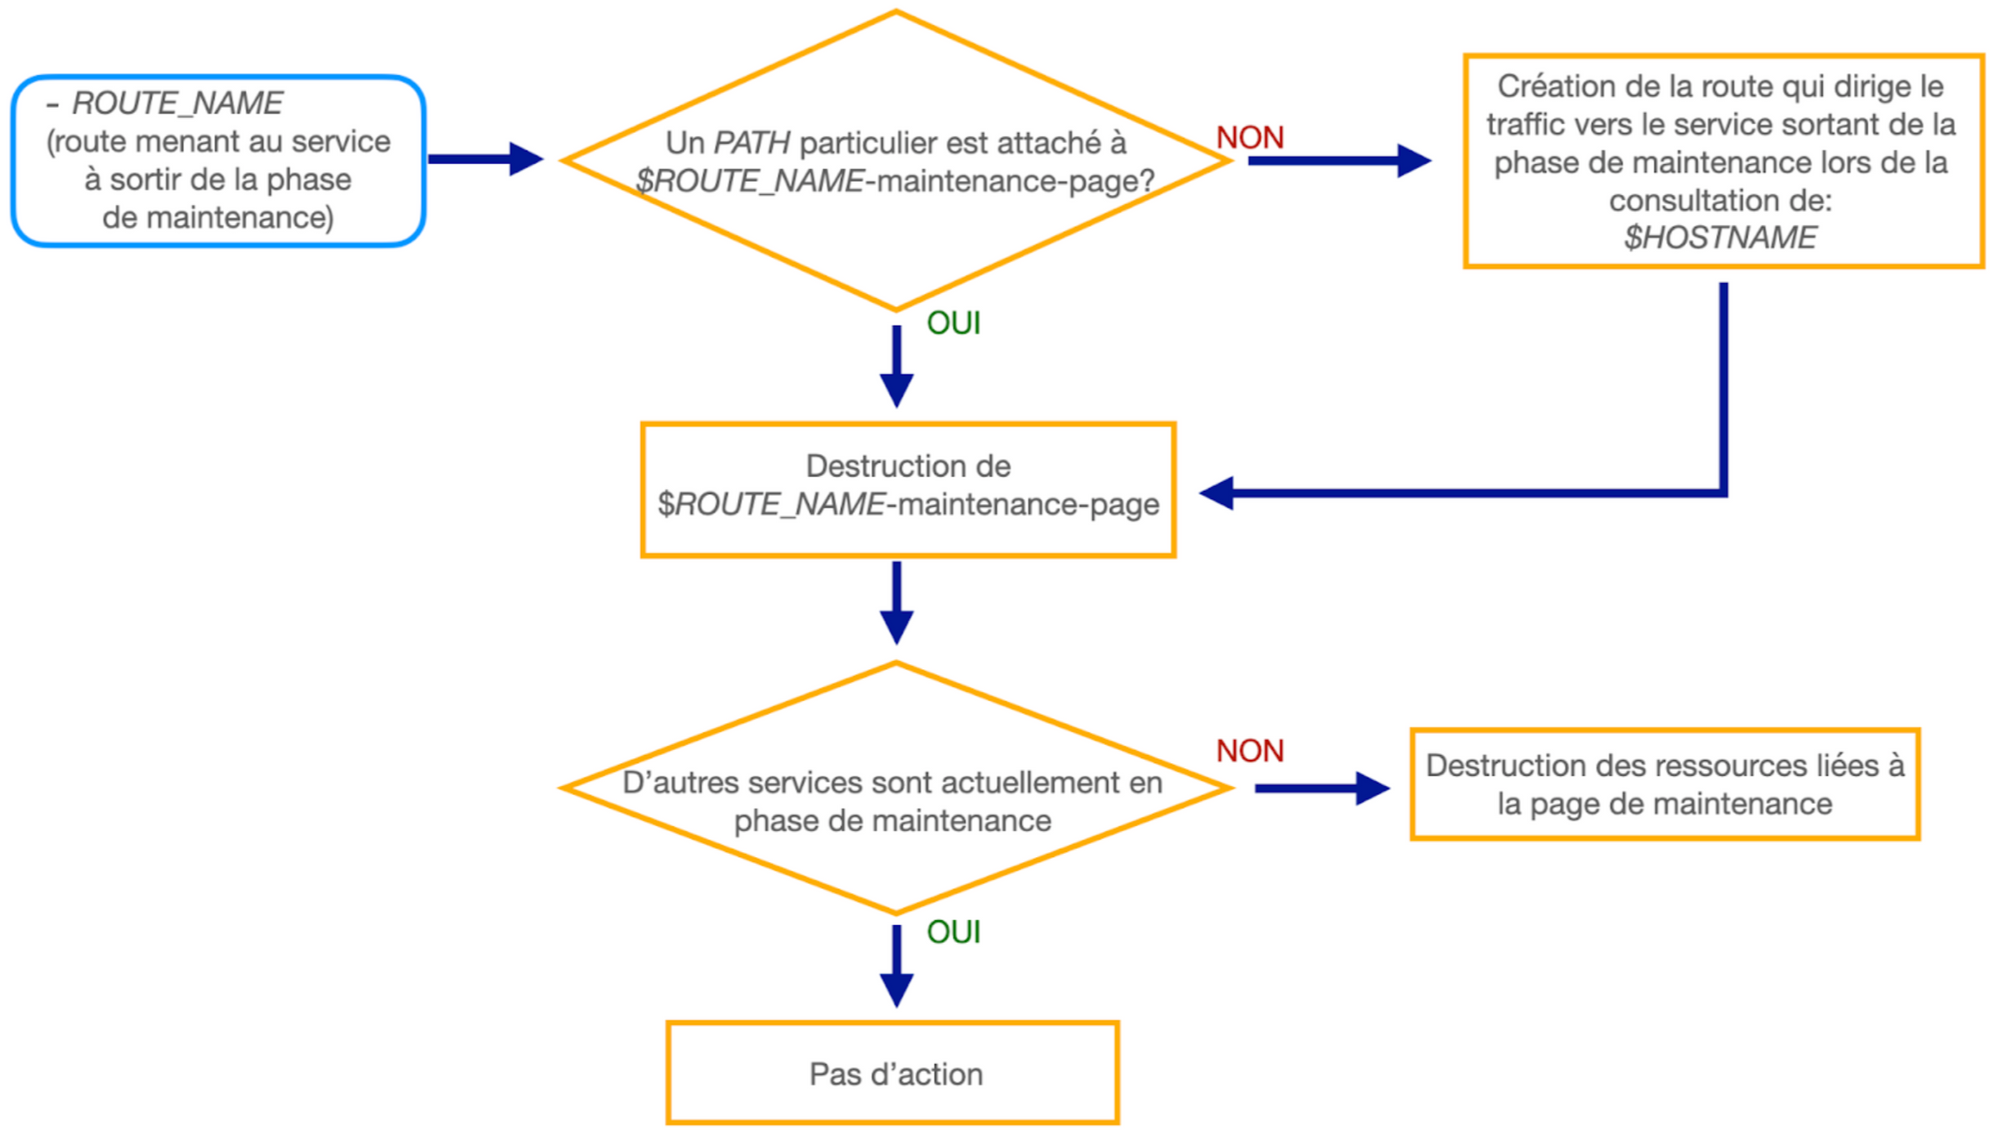 - ROUTE_NAME
(route menant au service
à sortir de la phase
de maintenance)
Un PATH particulier est attaché à
$ROUTE_NAME-maintenance-page?
NON
Création de la route qui dirige le
traffic vers le service sortant de la
phase de maintenance lors de la
consultation de:
$HOSTNAME
OUI
Destruction de
$ROUTE_NAME-maintenance-page
D’autres services sont actuellement en
phase de maintenance
NON
Destruction des ressources liées à
la page de maintenance
OUI
Pas d’action